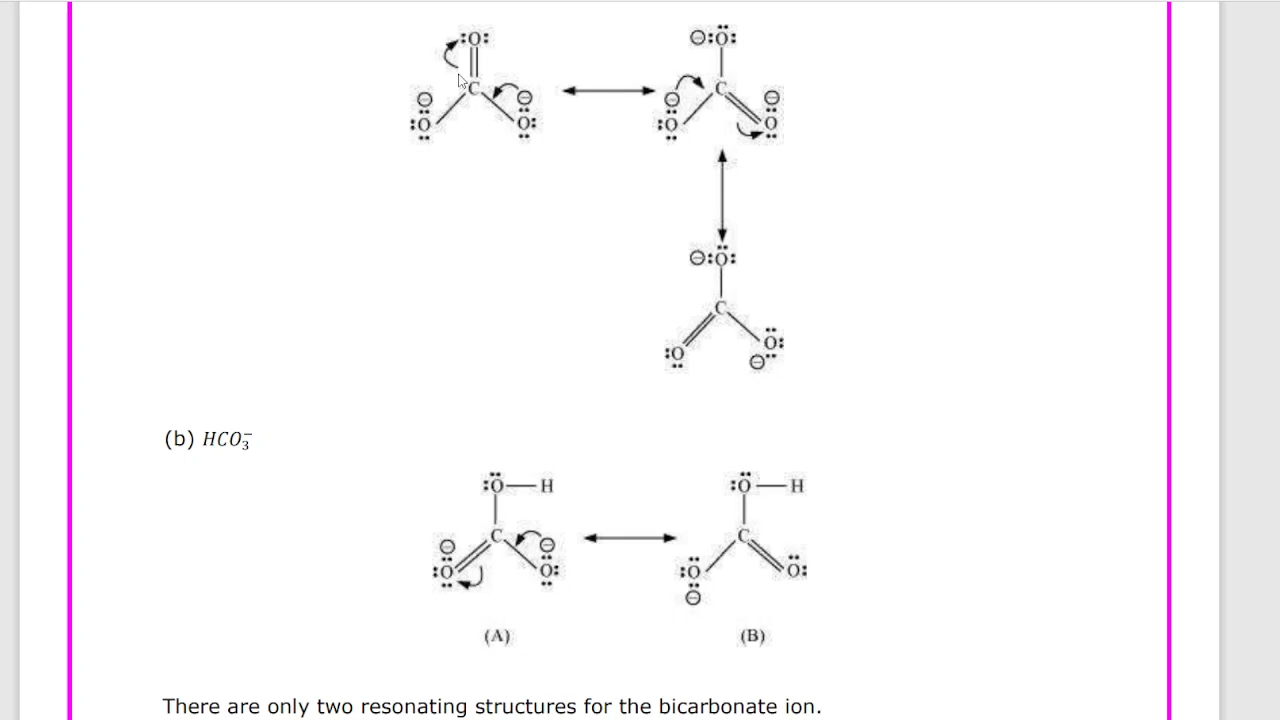 :O:
C
⊖
:O
⊖
O:
⊖:O:
C
⊖
:O
⊖
O
⊖:O:
C
:O
O:
⊖
(b) HCO₃⁻
:O—H
C
⊖
:O
⊖
O:
:O—H
C
:O
⊖
O:
(A) (B)
There are only two resonating structures for the bicarbonate ion.